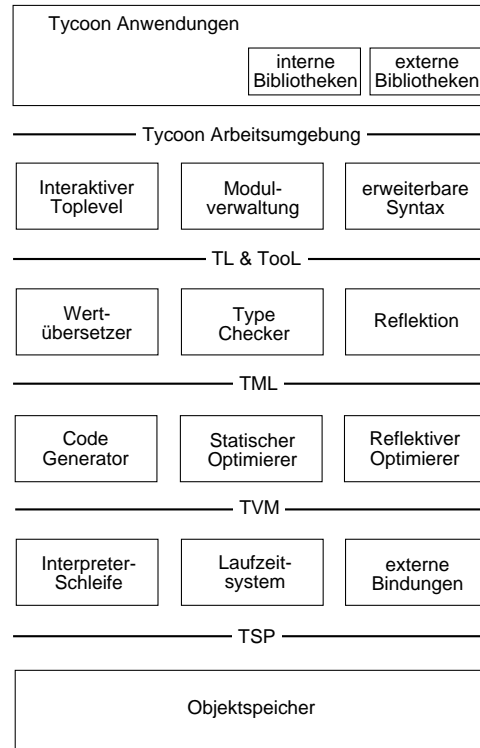 Tycoon Anwendungen
interne
Bibliotheken
externe
Bibliotheken
Tycoon Arbeitsumgebung
Interaktiver
Toplevel
Modul-
verwaltung
erweiterbare
Syntax
TL & TooL
Wert-
übersetzer
Type
Checker
Reflektion
TML
Code
Generator
Statischer
Optimierer
Reflektiver
Optimierer
TVM
Interpreter-
Schleife
Laufzeit-
system
externe
Bindungen
TSP
Objektspeicher